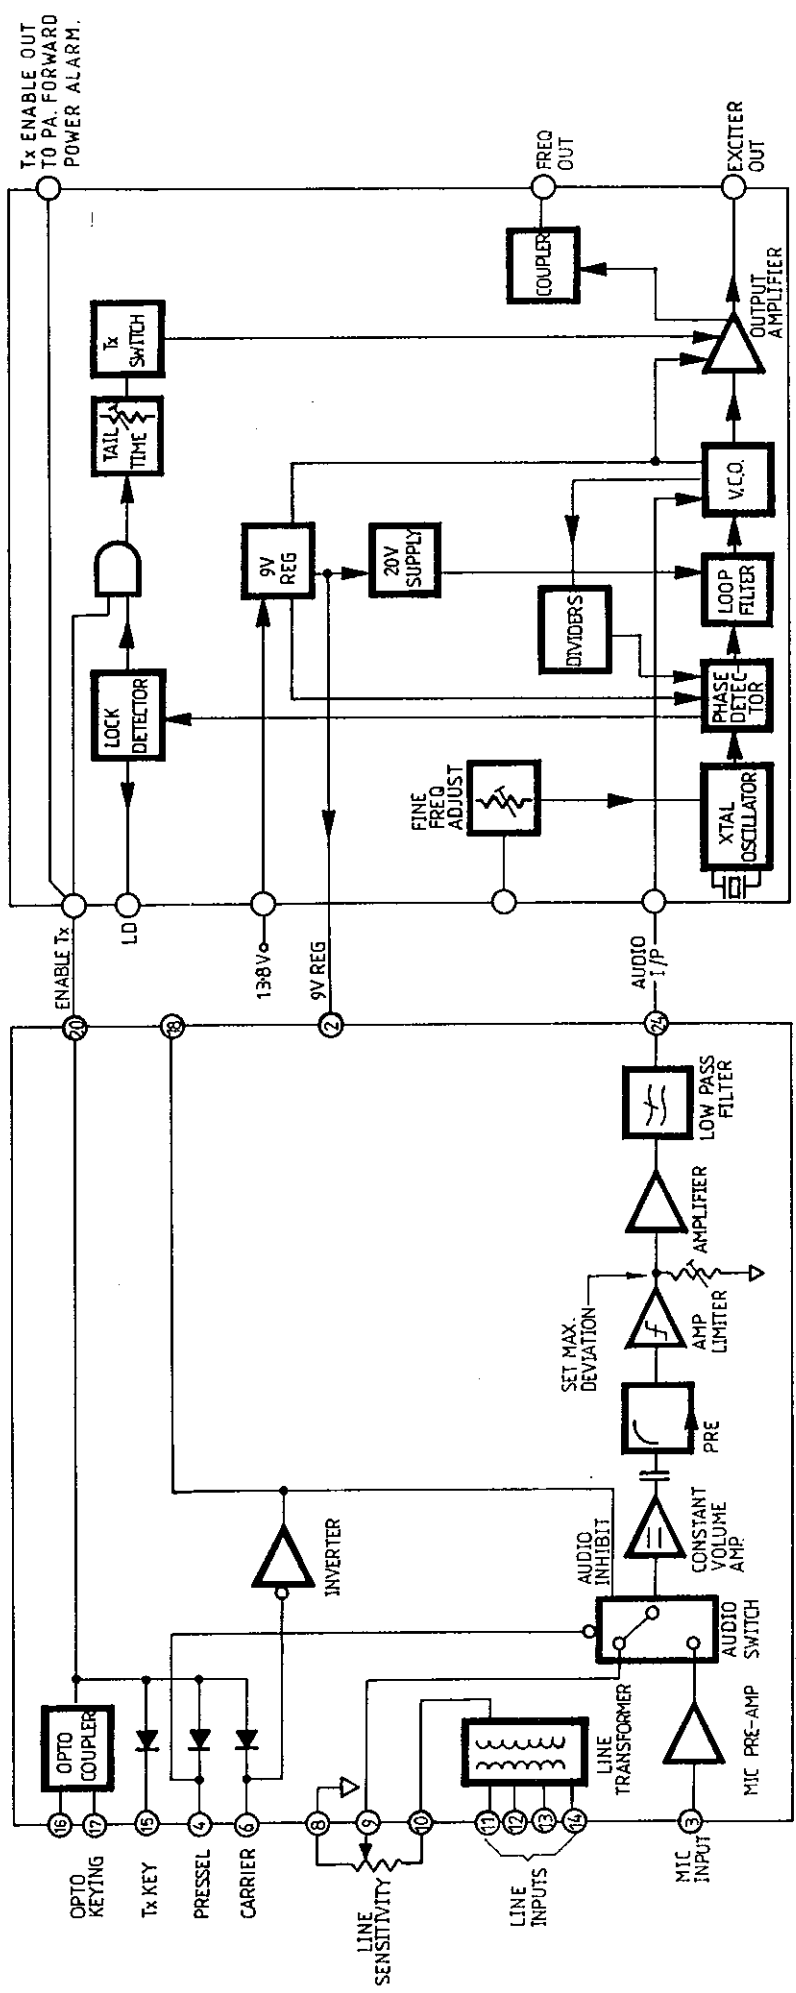 Tx ENABLE OUT
TO PA. FORWARD
POWER ALARM.
FREQ
OUT
EXCITER
OUT
Tx
SWITCH
TAIL
TIME
COUPLER
OUTPUT
AMPLIFIER
9V
REG
20V
SUPPLY
V.C.O.
LOCK
DETECTOR
DIVIDERS
LOOP
FILTER
PHASE
DETEC-
TOR
FINE
FREQ
ADJUST
XTAL
OSCILLATOR
ENABLE Tx
LD
13·8V
9V REG
AUDIO
I/P
20
18
2
24
LOW PASS
FILTER
AMPLIFIER
SET MAX.
DEVIATION
AMP
LIMITER
PRE
CONSTANT
VOLUME
AMP.
INVERTER
AUDIO
INHIBIT
AUDIO
SWITCH
OPTO
COUPLER
LINE
TRANSFORMER
MIC PRE-AMP
16
17
15
4
6
8
9
10
11
12
13
14
3
OPTO
KEYING
Tx KEY
PRESSEL
CARRIER
LINE
SENSITIVITY
LINE
INPUTS
MIC
INPUT